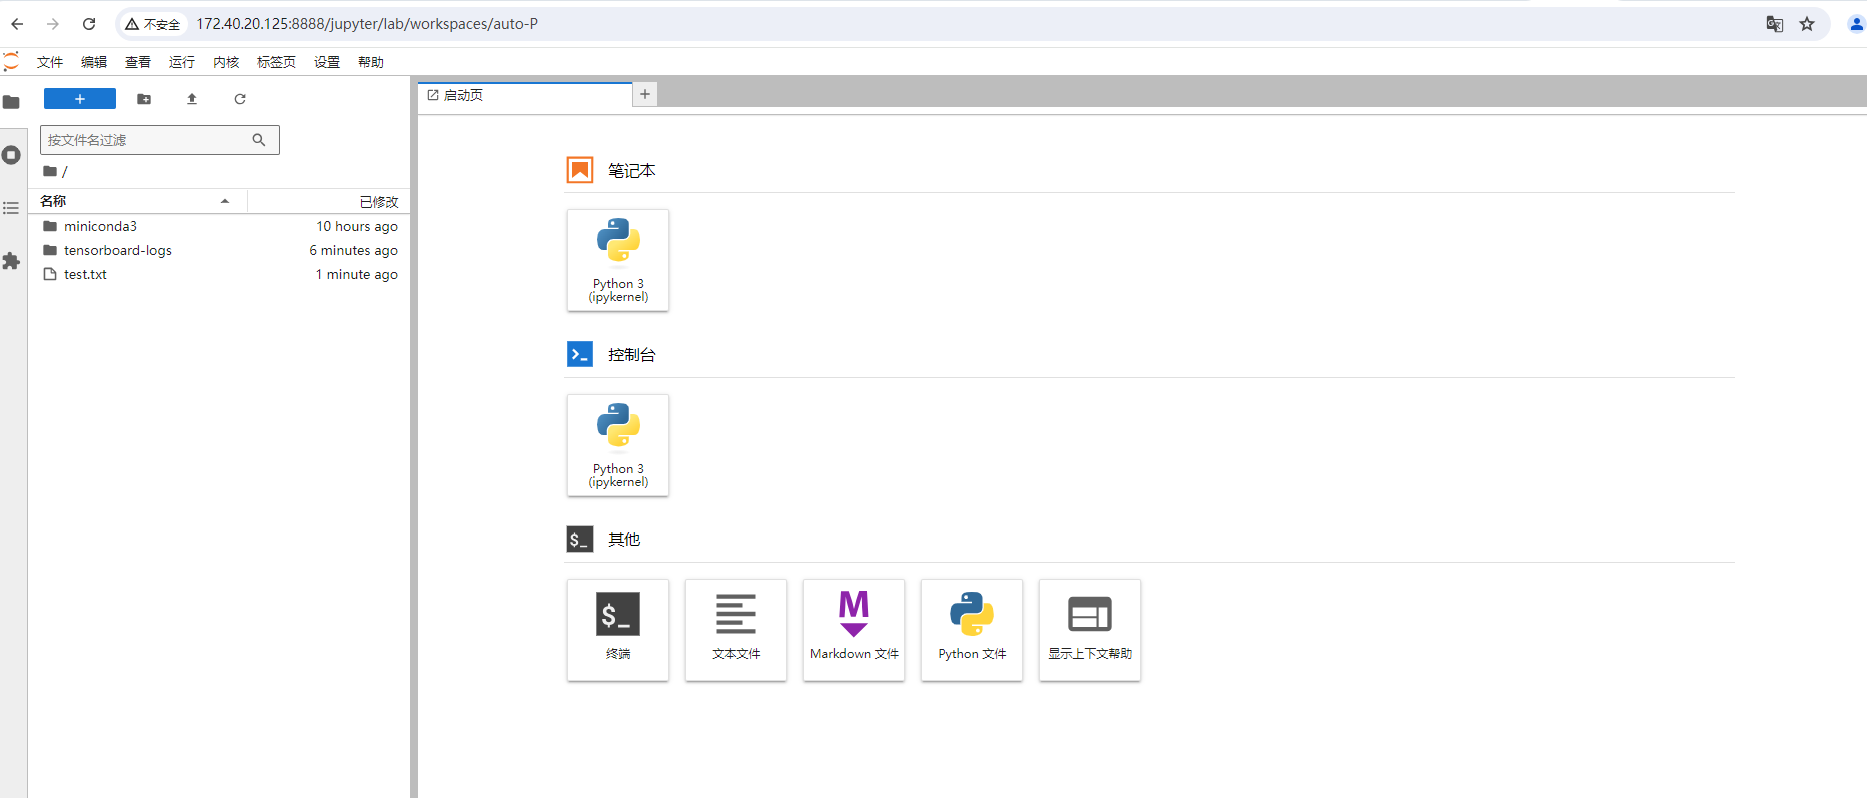 不安全 172.40.20.125:8888/jupyter/lab/workspaces/auto-P
文件 编辑 查看 运行 内核 标签页 设置 帮助
启动页
按文件名过滤
/
名称 已修改
miniconda3 10 hours ago
tensorboard-logs 6 minutes ago
test.txt 1 minute ago
笔记本
Python 3
(ipykernel)
控制台
Python 3
(ipykernel)
$_ 其他
$_
终端 文本文件 Markdown 文件 Python 文件 显示上下文帮助